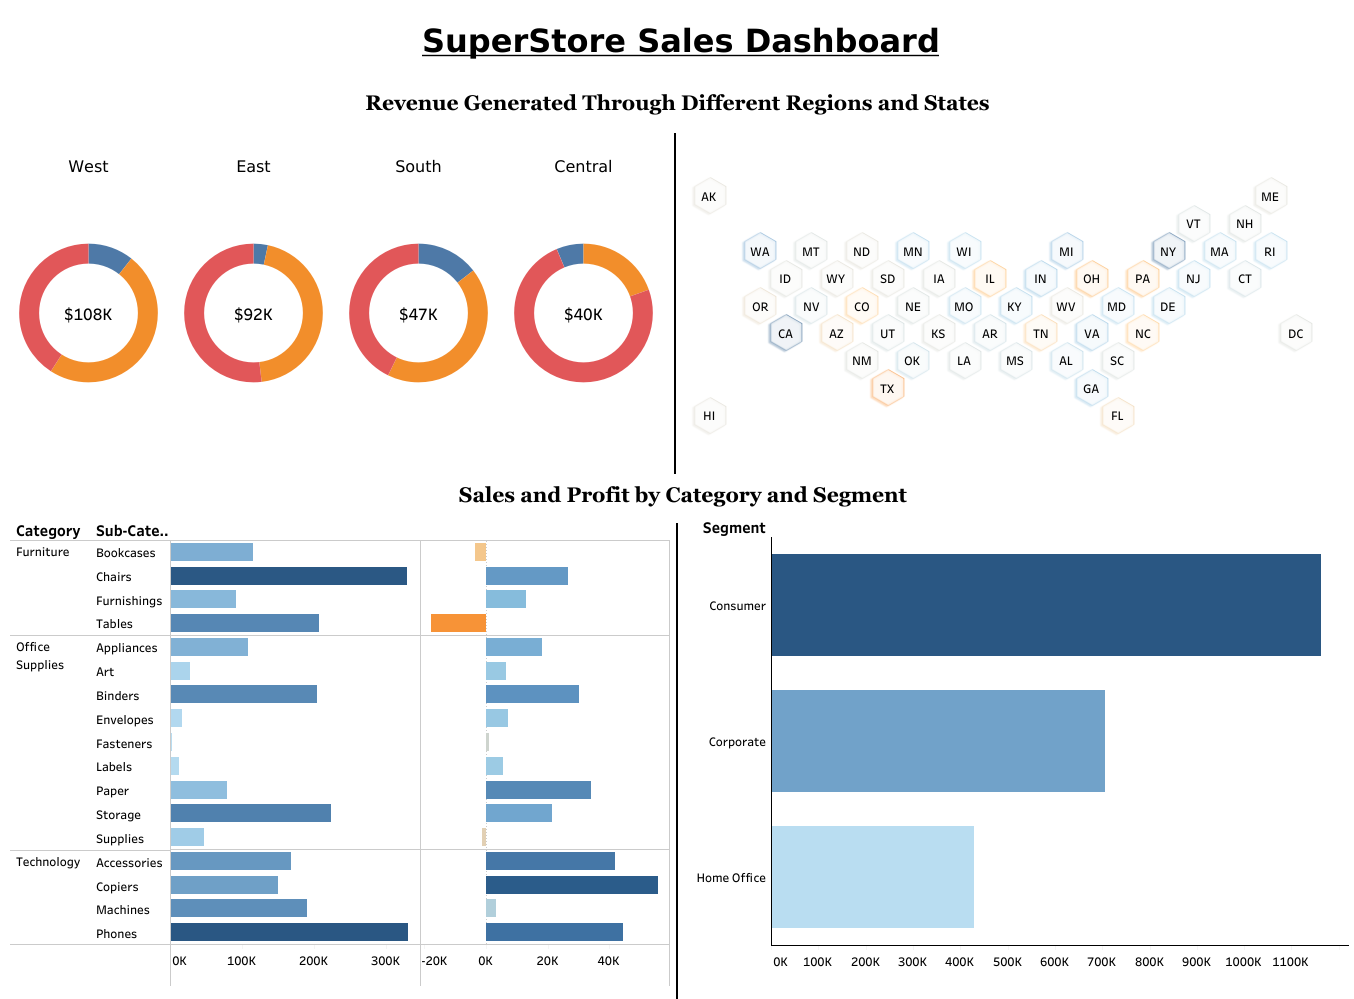 SuperStore Sales Dashboard
Revenue Generated Through Different Regions and States
West East South Central
$108K $92K $47K $40K
AK ME
VT NH
WA MT ND MN WI MI NY MA RI
ID WY SD IA IL IN OH PA NJ CT
OR NV CO NE MO KY WV MD DE
CA AZ UT KS AR TN VA NC DC
NM OK LA MS AL SC
TX GA
HI FL
Sales and Profit by Category and Segment
Category Sub-Cate..
Furniture Bookcases
Chairs
Furnishings
Tables
Office Supplies Appliances
Art
Binders
Envelopes
Fasteners
Labels
Paper
Storage
Supplies
Technology Accessories
Copiers
Machines
Phones
0K 100K 200K 300K -20K 0K 20K 40K
Segment
Consumer
Corporate
Home Office
0K 100K 200K 300K 400K 500K 600K 700K 800K 900K 1000K 1100K